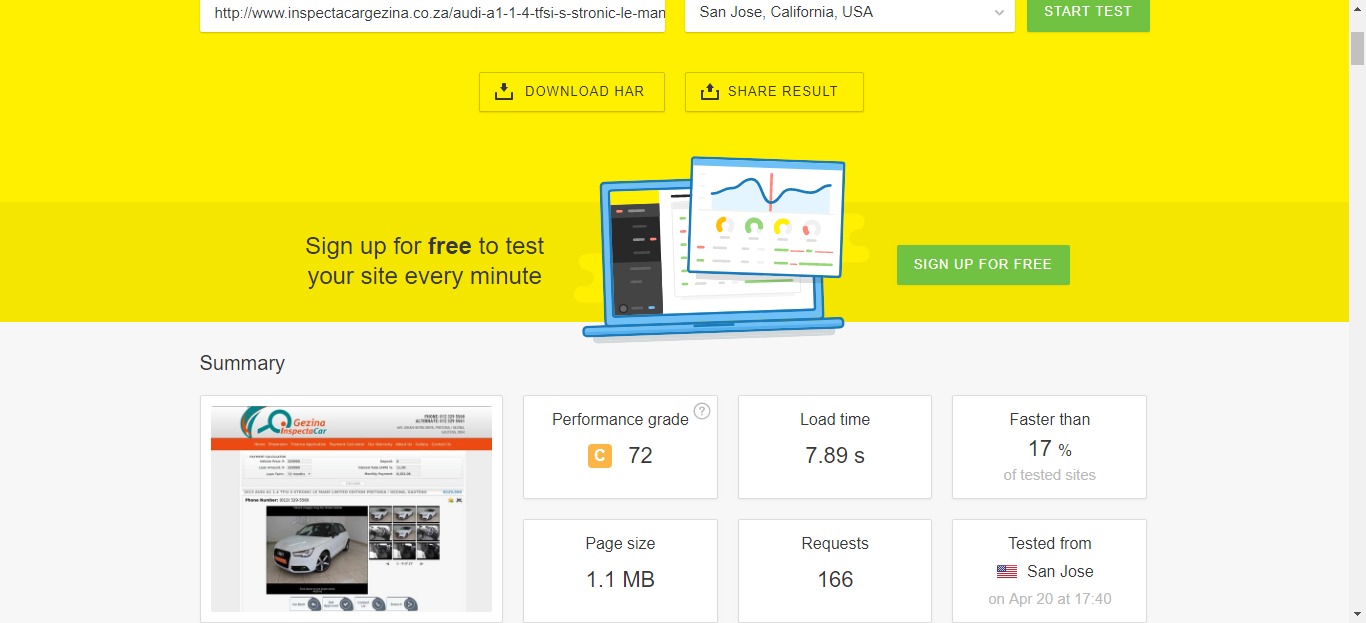 http://www.inspectacargezina.co.za/audi-a1-1-4-tfsi-s-stronic-le-man
San Jose, California, USA
START TEST
DOWNLOAD HAR
SHARE RESULT
Sign up for free to test
your site every minute
SIGN UP FOR FREE
Summary
Gezina
InspectaCar
Performance grade ?
C 72
Load time
7.89 s
Faster than
17 %
of tested sites
Page size
1.1 MB
Requests
166
Tested from
San Jose
on Apr 20 at 17:40